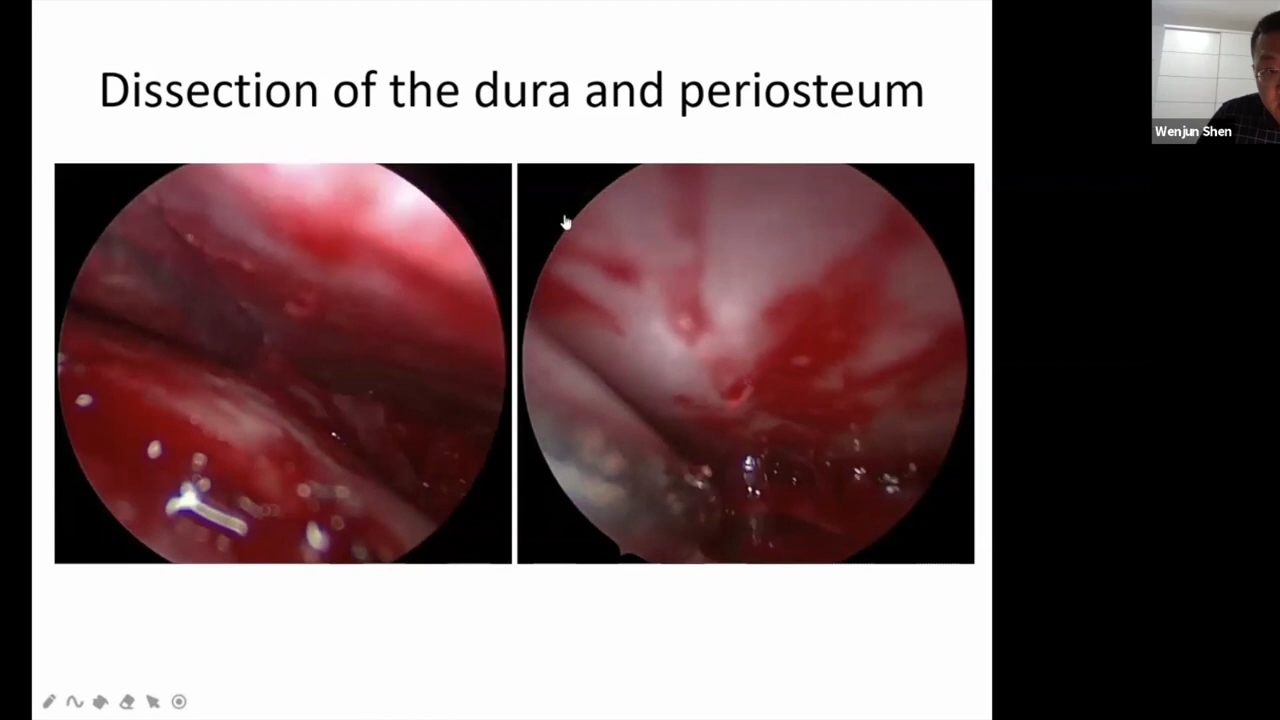 Dissection of the dura and periosteum
Wenjun Shen